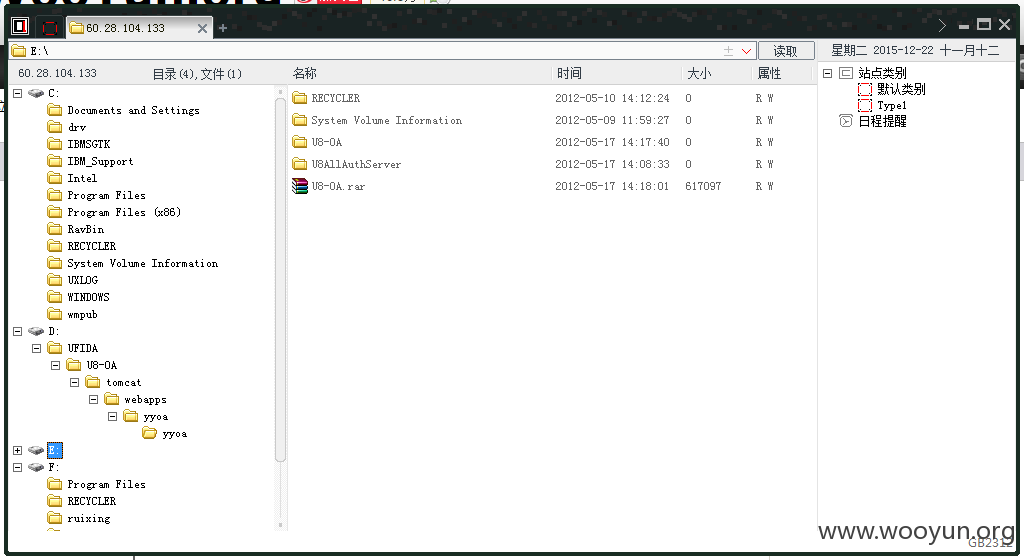 60.28.104.133
E:\
读取
星期二 2015-12-22 十一月十二
60.28.104.133
目录(4),文件(1)
名称 时间 大小 属性
C:
Documents and Settings
drv
IBMSGTK
IBM_Support
Intel
Program Files
Program Files (x86)
RavBin
RECYCLER
System Volume Information
UXLOG
WINDOWS
wmpub
D:
UFIDA
U8-OA
tomcat
webapps
yyoa
yyoa
E:
F:
Program Files
RECYCLER
ruixing
RECYCLER 2012-05-10 14:12:24 0 R W
System Volume Information 2012-05-09 11:59:27 0 R W
U8-OA 2012-05-17 14:17:40 0 R W
U8AllAuthServer 2012-05-17 14:08:33 0 R W
U8-OA.rar 2012-05-17 14:18:01 617097 R W
站点类别
默认类别
Type1
日程提醒
www.wooyun.org
GB2312